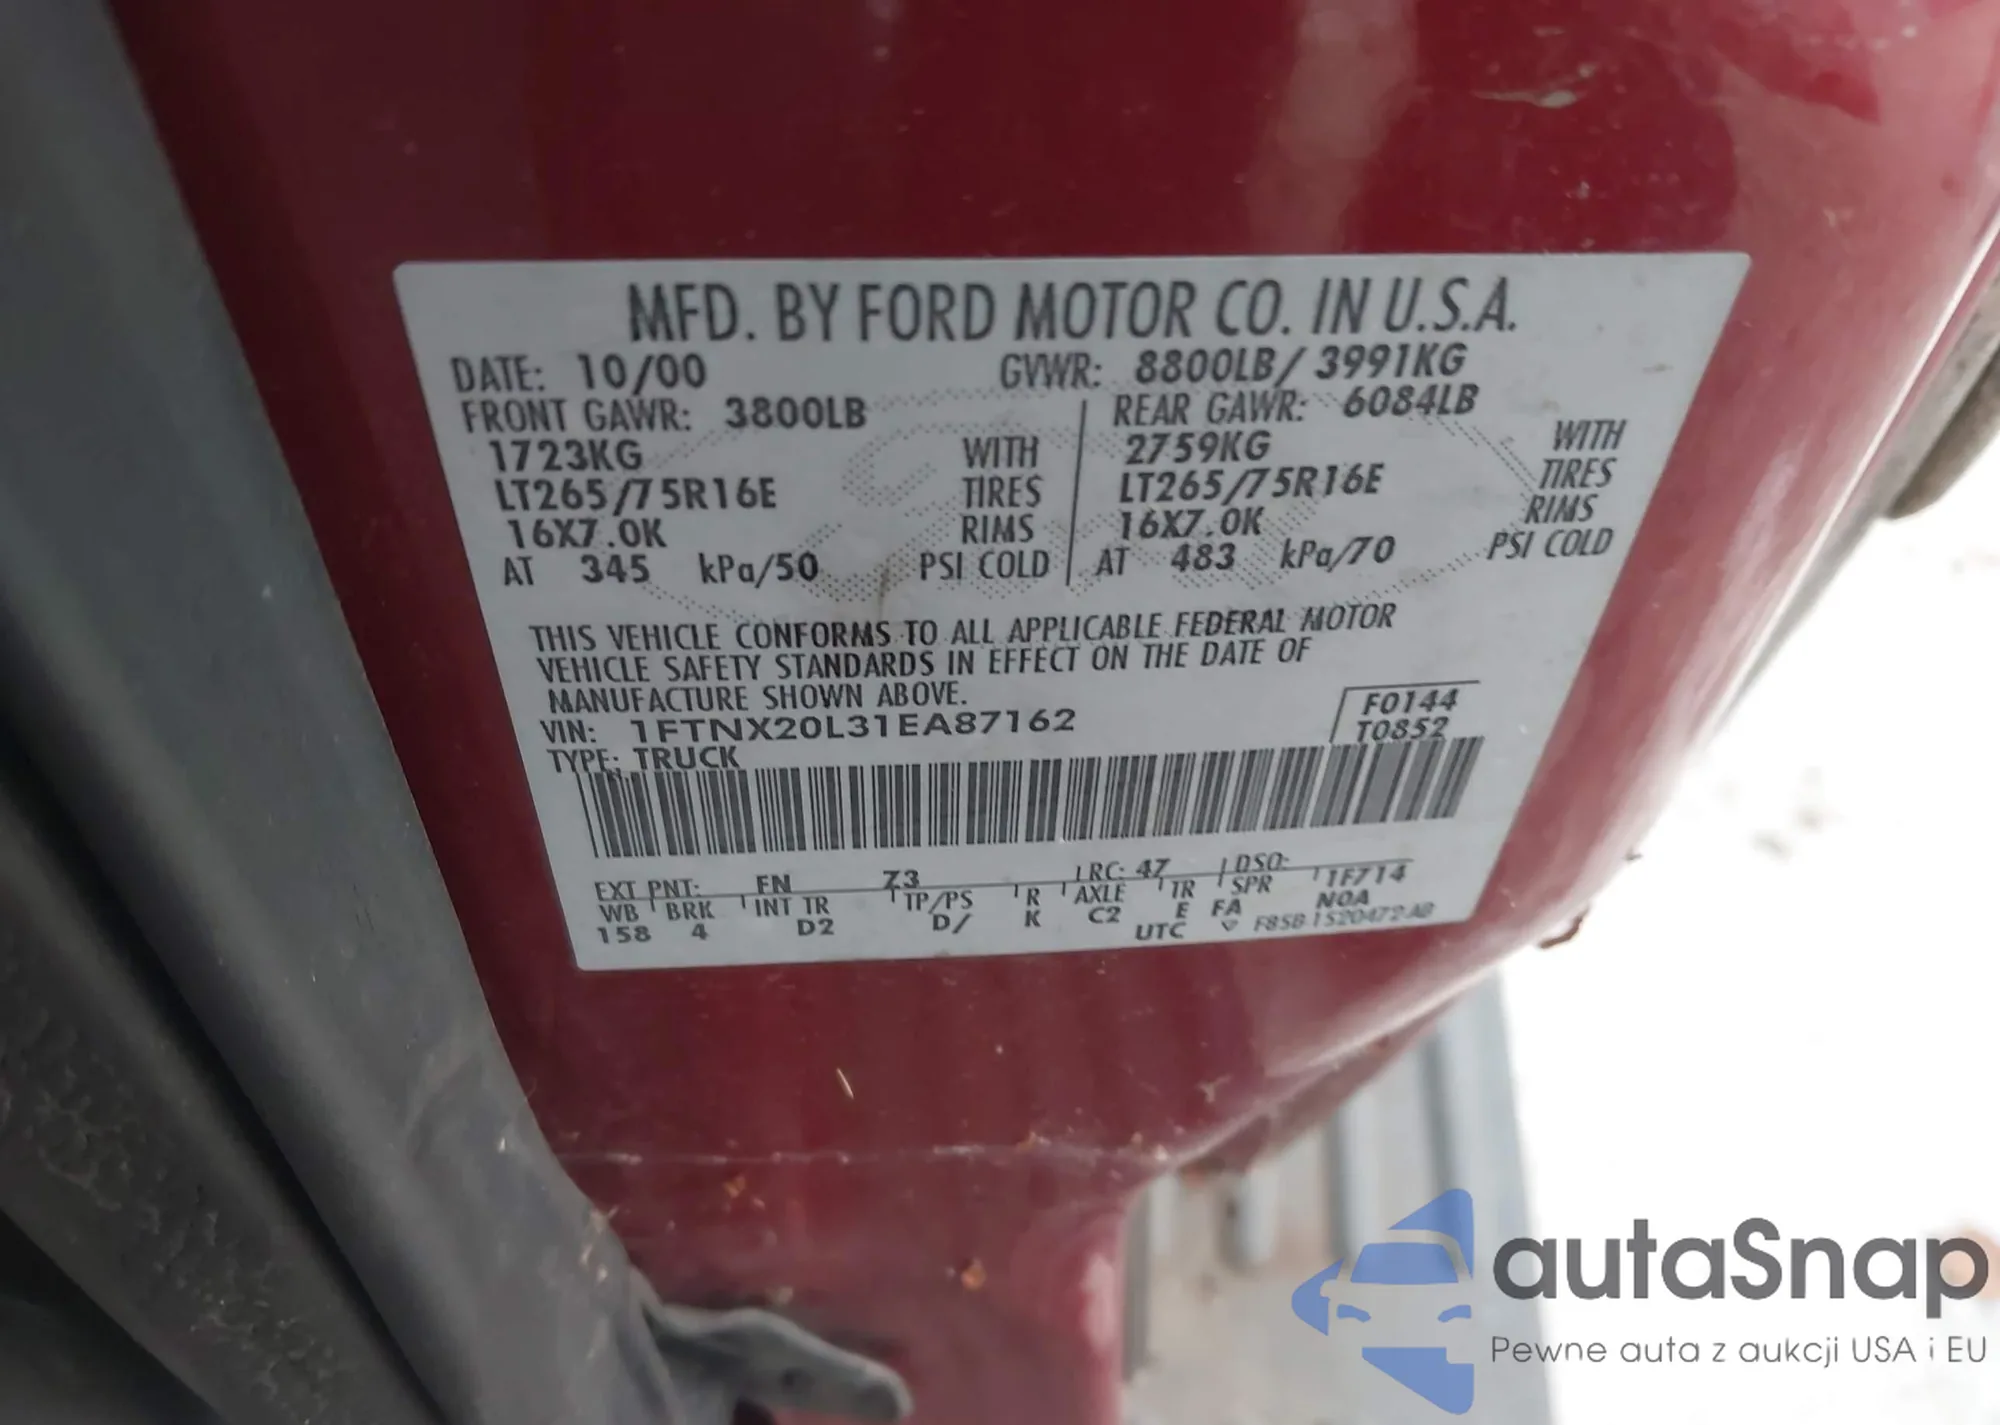 MFD. BY FORD MOTOR CO. IN U.S.A.
DATE: 10/00 GVWR: 8800LB/ 3991KG
FRONT GAWR: 3800LB REAR GAWR: 6084LB
1723KG WITH 2759KG WITH
LT265/75R16E TIRES LT265/75R16E TIRES
16X7.0K RIMS 16X7.0K RIMS
AT 345 kPa/50 PSI COLD AT 483 kPa/70 PSI COLD
THIS VEHICLE CONFORMS TO ALL APPLICABLE FEDERAL MOTOR
VEHICLE SAFETY STANDARDS IN EFFECT ON THE DATE OF
MANUFACTURE SHOWN ABOVE.
VIN: 1FTNX20L31EA87162 F0144
TYPE: TRUCK T0852
EXT PNT: FN Z3 RC: 47 DSO: 1F714
WB BRK INT TR TP/PS R AXLE TR SPR N0A
158 4 D2 D/ K C2 E FA
UTC F85B 1520472 AB
autaSnap
Pewne auta z aukcji USA i EU